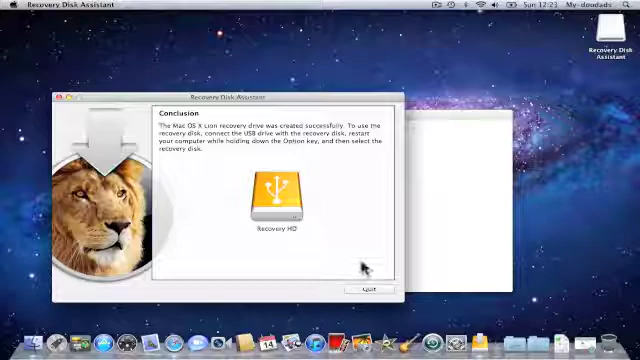 Recovery Disk Assistant
Sun 12:23 My-doudads
Recovery Disk
Assistant
Recovery Disk Assistant
Conclusion
The Mac OS X Lion recovery drive was created successfully. To use the
recovery disk, connect the USB drive with the recovery disk, restart
your computer while holding down the Option key, and then select the
recovery disk.
Recovery HD
Quit
14